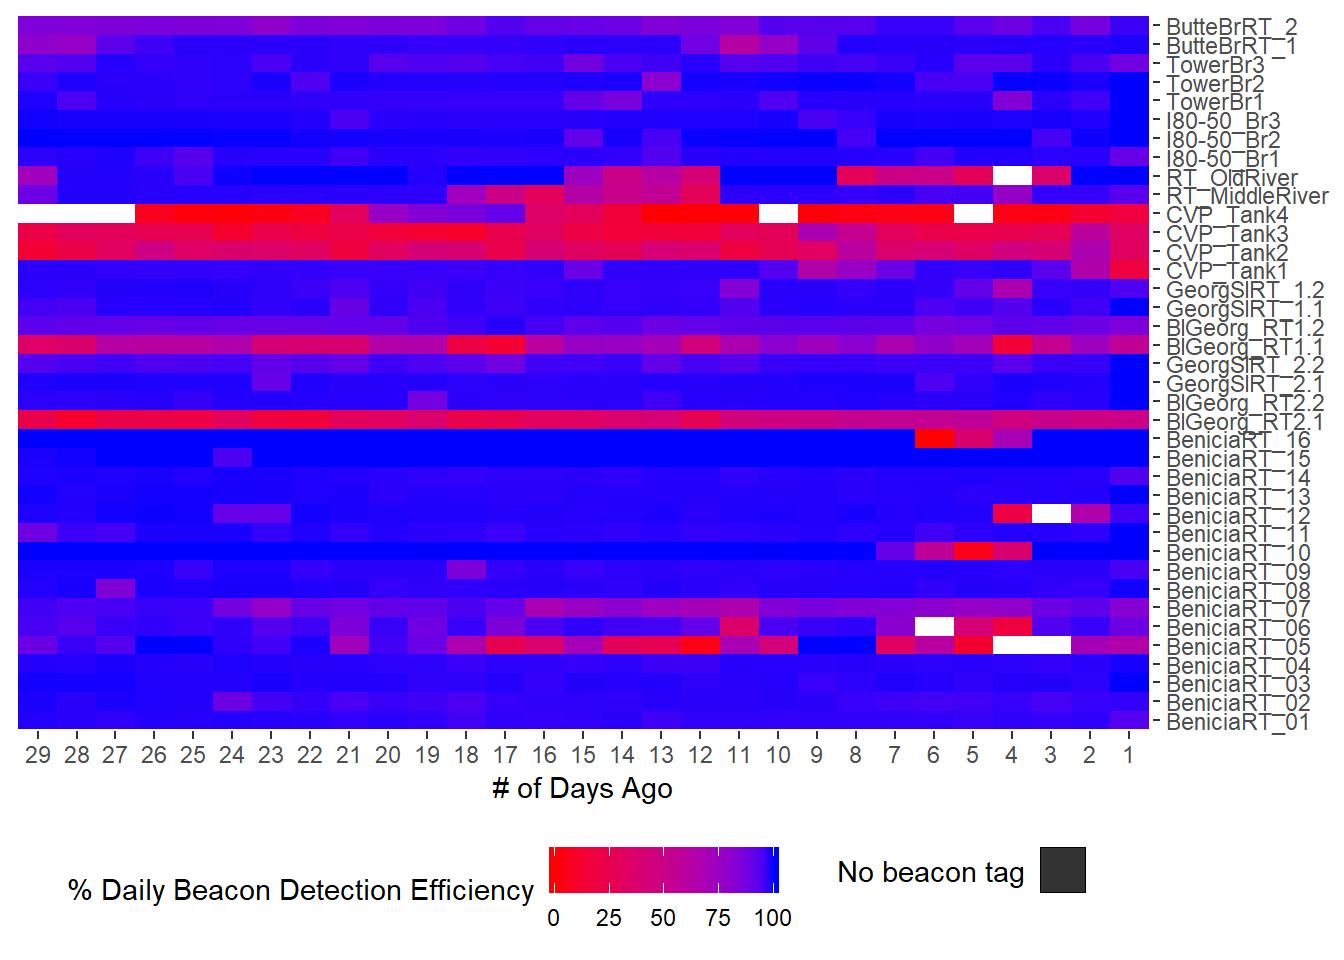 ButteBrRT_2
ButteBrRT_1
TowerBr3
TowerBr2
TowerBr1
I80-50_Br3
I80-50_Br2
I80-50_Br1
RT_OldRiver
RT_MiddleRiver
CVP_Tank4
CVP_Tank3
CVP_Tank2
CVP_Tank1
GeorgSlRT_1.2
GeorgSlRT_1.1
BlGeorg_RT1.2
BlGeorg_RT1.1
GeorgSlRT_2.2
GeorgSlRT_2.1
BlGeorg_RT2.2
BlGeorg_RT2.1
BeniciaRT_16
BeniciaRT_15
BeniciaRT_14
BeniciaRT_13
BeniciaRT_12
BeniciaRT_11
BeniciaRT_10
BeniciaRT_09
BeniciaRT_08
BeniciaRT_07
BeniciaRT_06
BeniciaRT_05
BeniciaRT_04
BeniciaRT_03
BeniciaRT_02
BeniciaRT_01
29 28 27 26 25 24 23 22 21 20 19 18 17 16 15 14 13 12 11 10 9 8 7 6 5 4 3 2 1
# of Days Ago
% Daily Beacon Detection Efficiency
0 25 50 75 100
No beacon tag